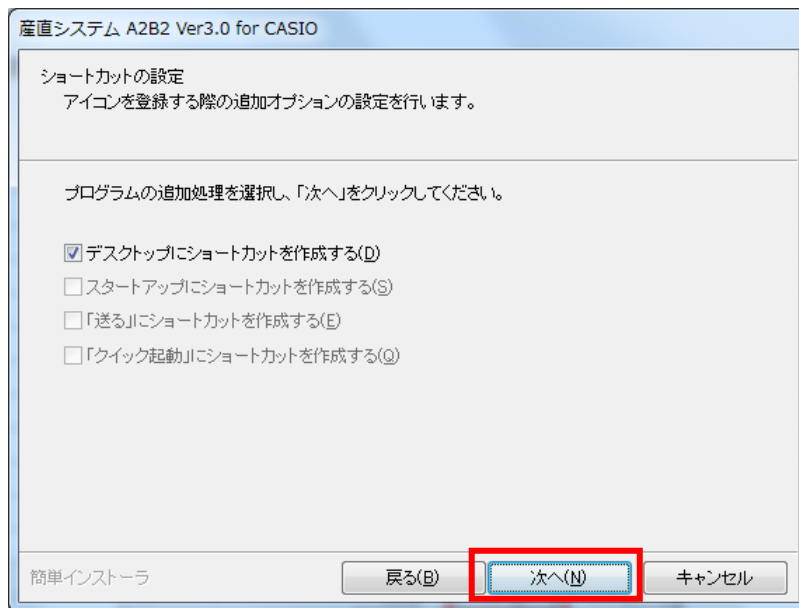 産直システム A2B2 Ver3.0 for CASIO
ショートカットの設定
アイコンを登録する際の追加オプションの設定を行います。
プログラムの追加処理を選択し、「次へ」をクリックしてください。
デスクトップにショートカットを作成する(D)
スタートアップにショートカットを作成する(S)
「送る」にショートカットを作成する(E)
「クイック起動」にショートカットを作成する(Q)
簡単インストーラ
戻る(B)
次へ(N)
キャンセル